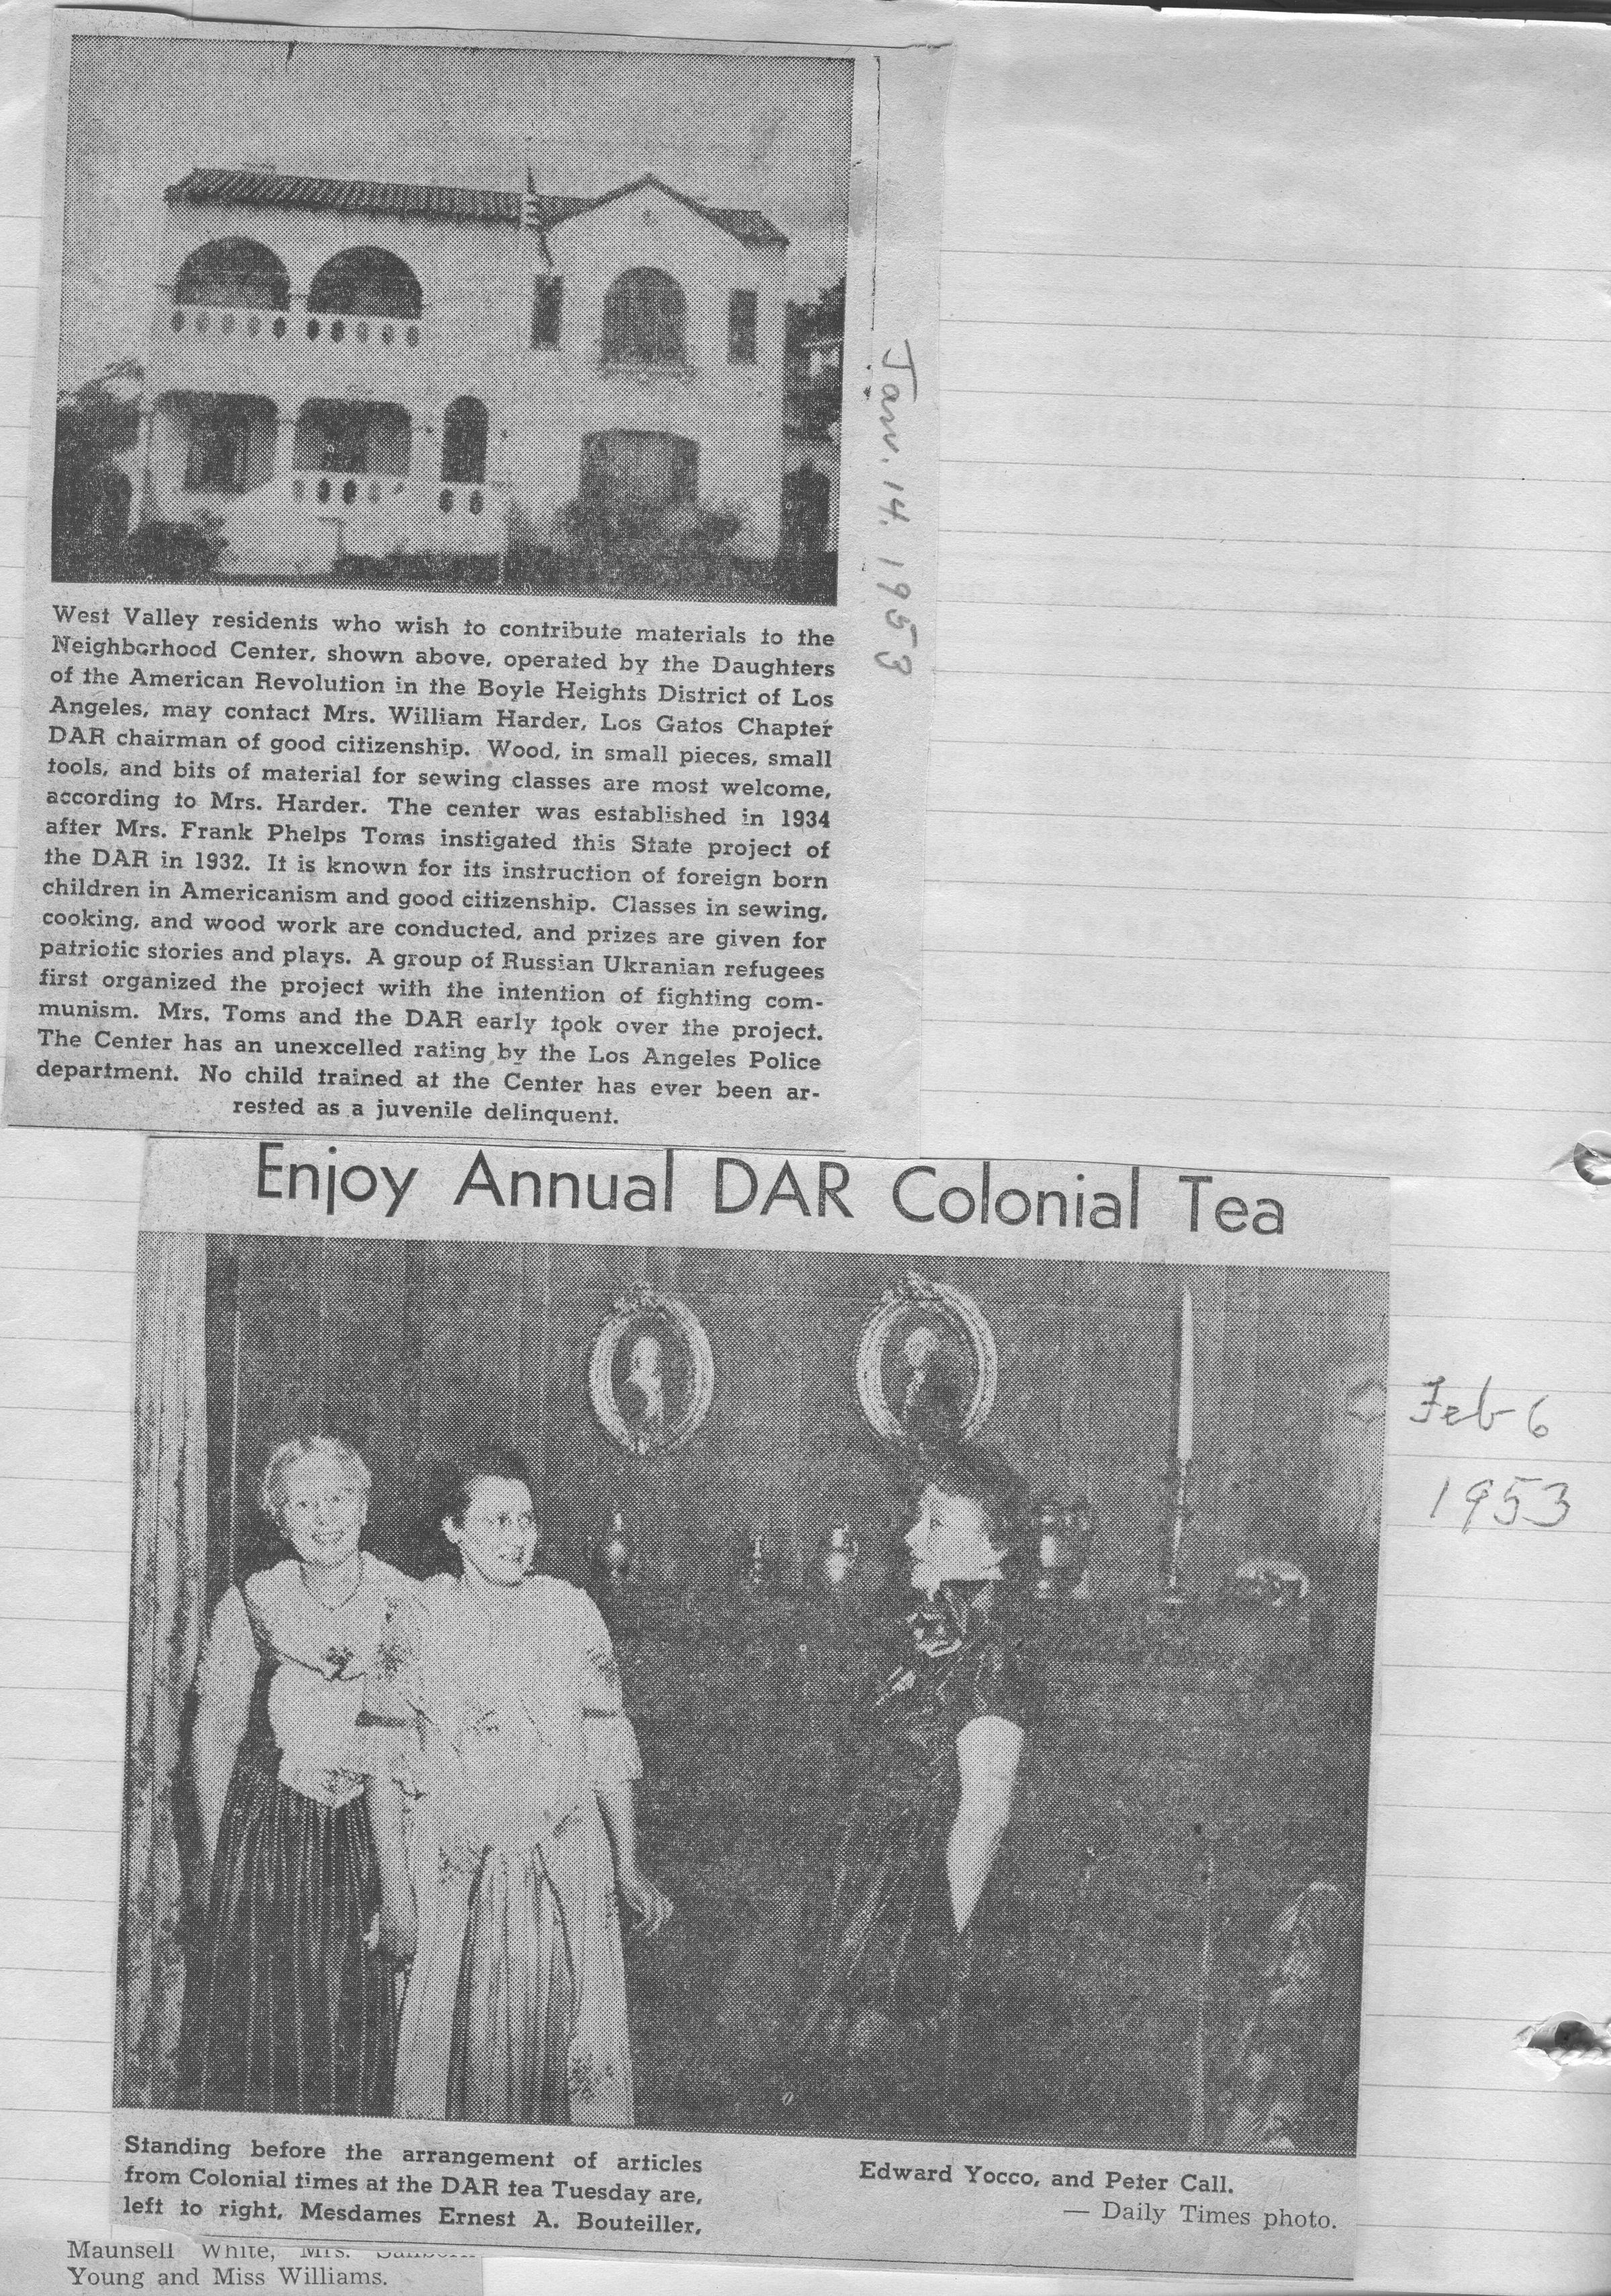 West Valley residents who wish to contribute materials to the
Neighborhood Center, shown above, operated by the Daughters
of the American Revolution in the Boyle Heights District of Los
Angeles, may contact Mrs. William Harder, Los Gatos Chapter
DAR chairman of good citizenship. Wood, in small pieces, small
tools, and bits of material for sewing classes are most welcome,
according to Mrs. Harder. The center was established in 1934
after Mrs. Frank Phelps Toms instigated this State project of
the DAR in 1932. It is known for its instruction of foreign born
children in Americanism and good citizenship. Classes in sewing,
cooking, and wood work are conducted, and prizes are given for
patriotic stories and plays. A group of Russian Ukranian refugees
first organized the project with the intention of fighting com-
munism. Mrs. Toms and the DAR early took over the project.
The Center has an unexcelled rating by the Los Angeles Police
department. No child trained at the Center has ever been ar-
rested as a juvenile delinquent.
Jan. 14. 1953
Enjoy Annual DAR Colonial Tea
Feb 6
1953
Standing before the arrangement of articles
from Colonial times at the DAR tea Tuesday are,
left to right, Mesdames Ernest A. Bouteiller,
Edward Yocco, and Peter Call.
— Daily Times photo.
Maunsell White, Mrs.
Young and Miss Williams.